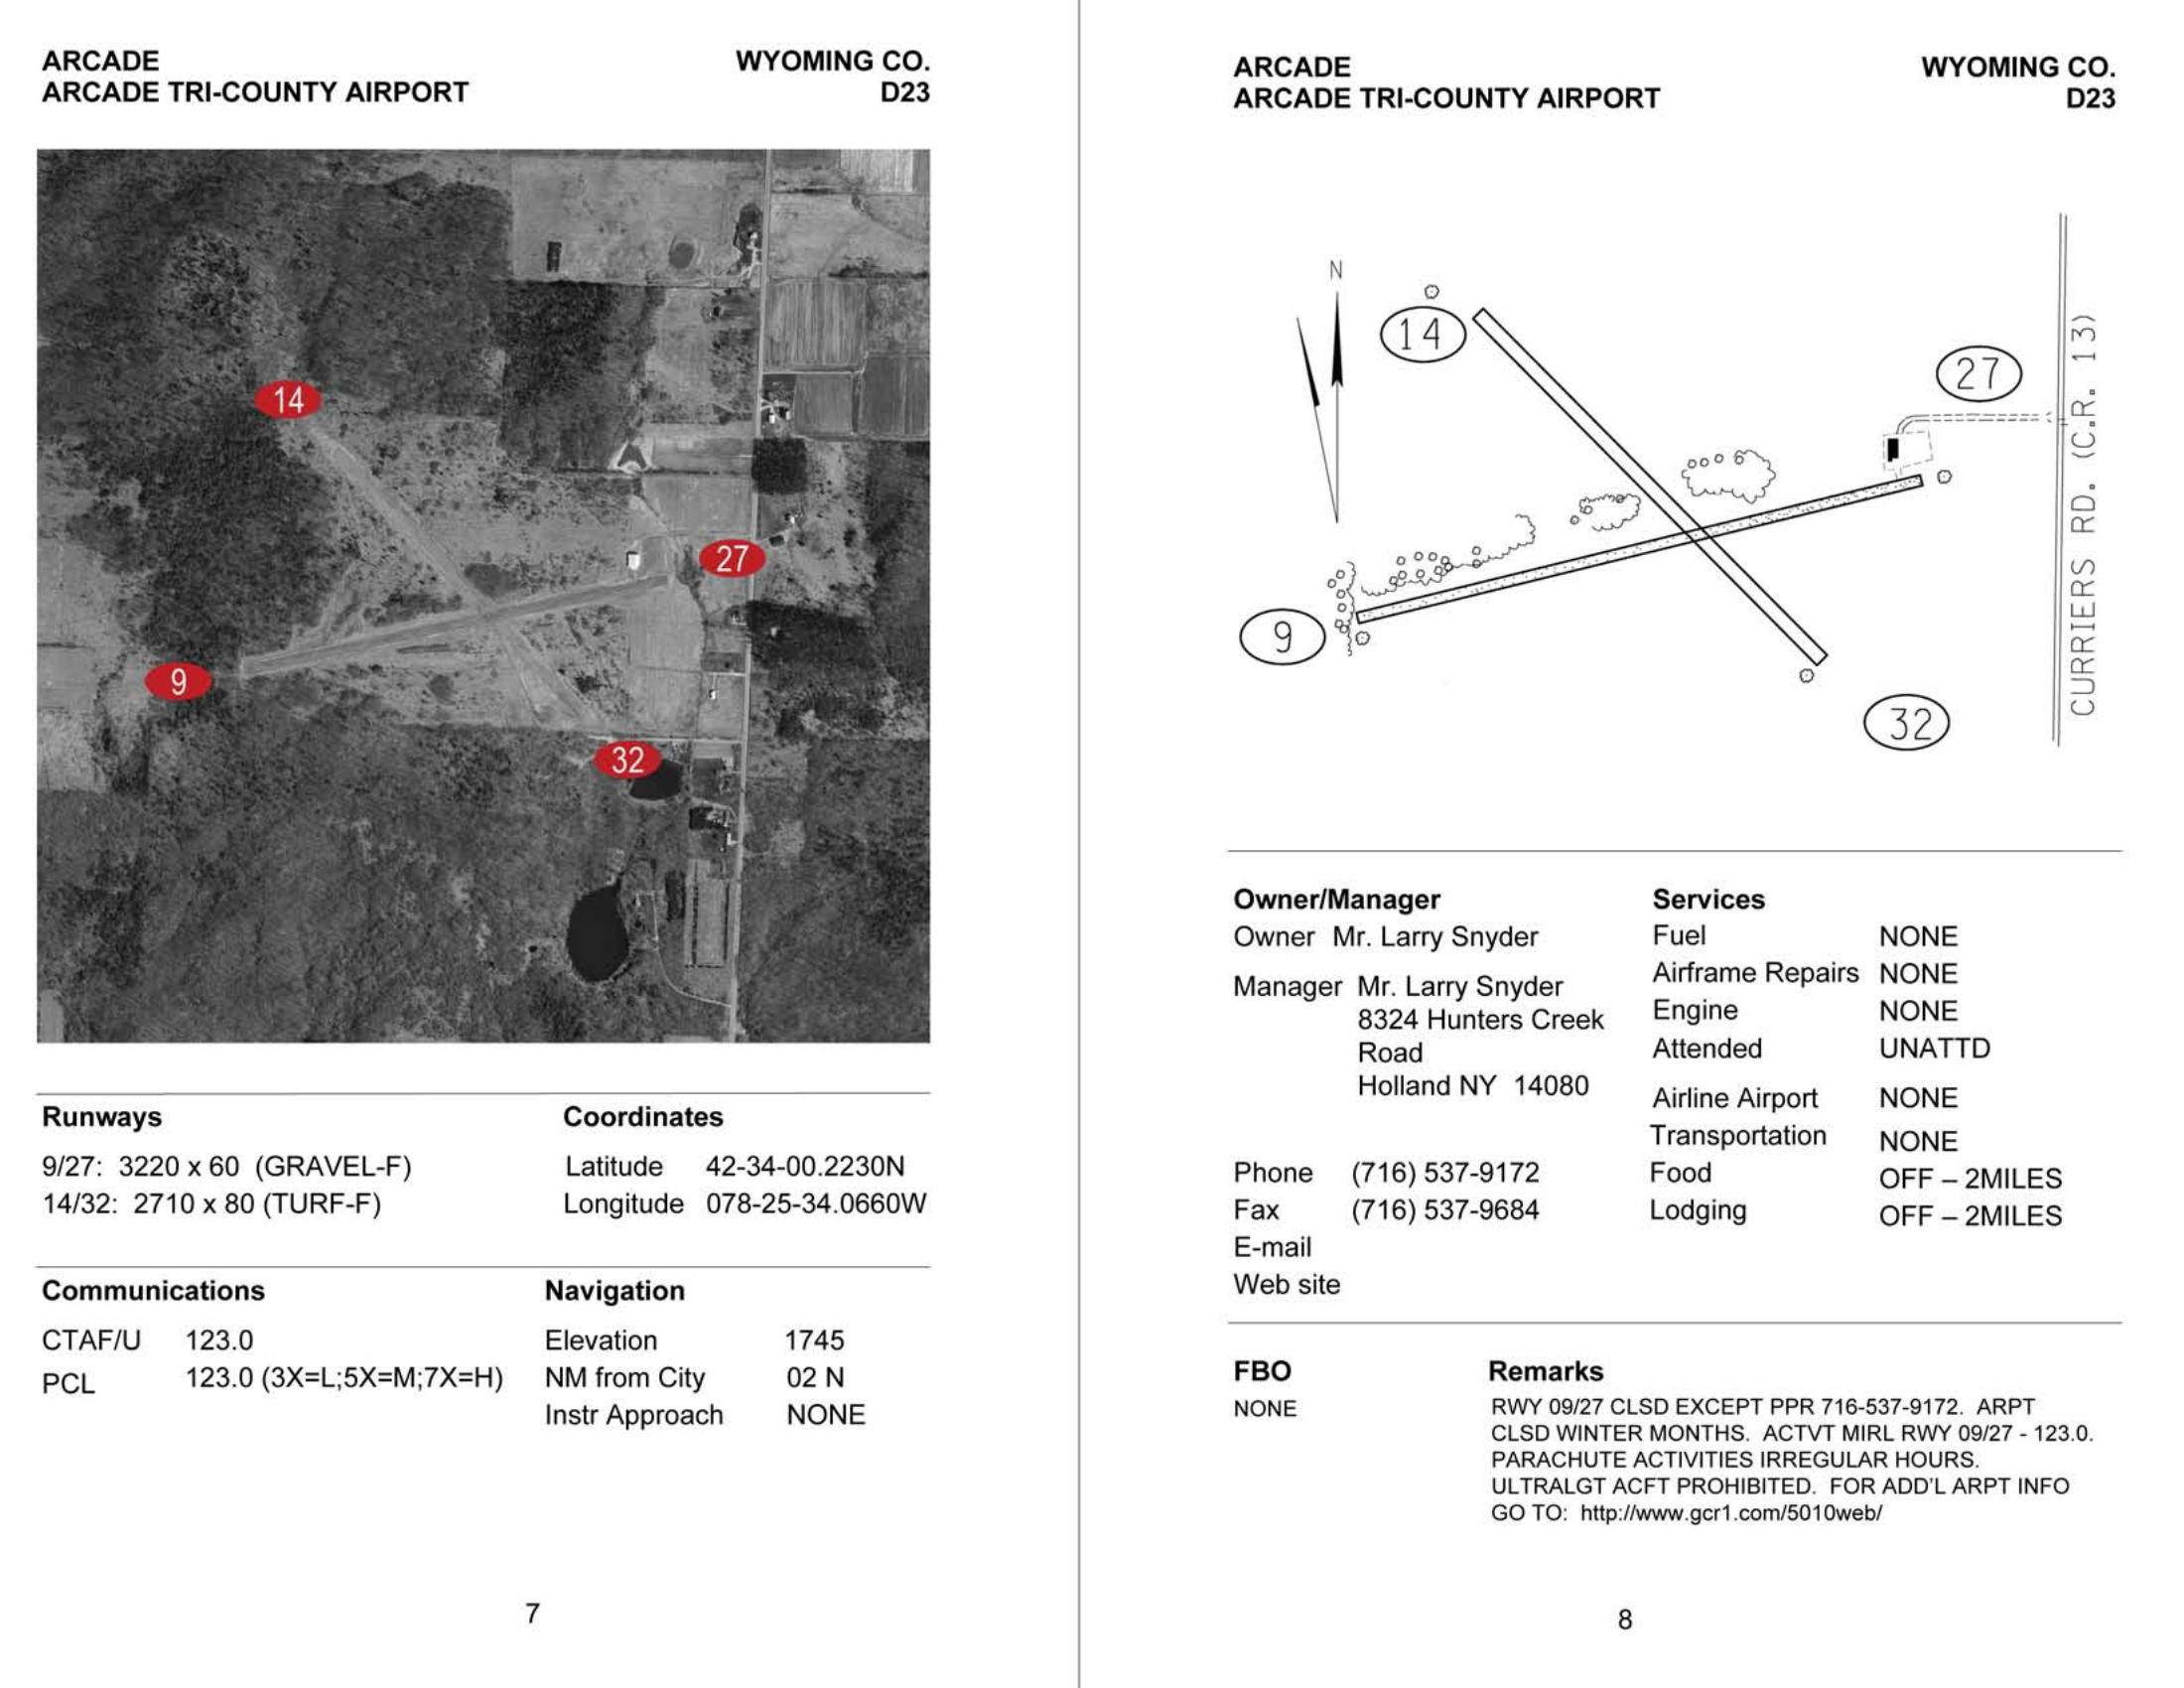 ARCADE
WYOMING CO.
ARCADE TRI-COUNTY AIRPORT
D23
14
27
9
32
Runways
9/27: 3220 x 60 (GRAVEL-F)
14/32: 2710 x 80 (TURF-F)
Coordinates
Latitude 42-34-00.2230N
Longitude 078-25-34.0660W
Communications
CTAF/U 123.0
PCL 123.0 (3X=L;5X=M;7X=H)
Navigation
Elevation 1745
NM from City 02 N
Instr Approach NONE
7
ARCADE
WYOMING CO.
ARCADE TRI-COUNTY AIRPORT
D23
N
14
27
9
32
CURRIERS RD. (C.R. 13)
Owner/Manager
Owner Mr. Larry Snyder
Manager Mr. Larry Snyder
8324 Hunters Creek
Road
Holland NY 14080
Phone (716) 537-9172
Fax (716) 537-9684
E-mail
Web site
Services
Fuel NONE
Airframe Repairs NONE
Engine NONE
Attended UNATTD
Airline Airport NONE
Transportation NONE
Food OFF – 2MILES
Lodging OFF – 2MILES
FBO
NONE
Remarks
RWY 09/27 CLSD EXCEPT PPR 716-537-9172. ARPT
CLSD WINTER MONTHS. ACTVT MIRL RWY 09/27 - 123.0.
PARACHUTE ACTIVITIES IRREGULAR HOURS.
ULTRALGT ACFT PROHIBITED. FOR ADD'L ARPT INFO
GO TO: http://www.gcr1.com/5010web/
8